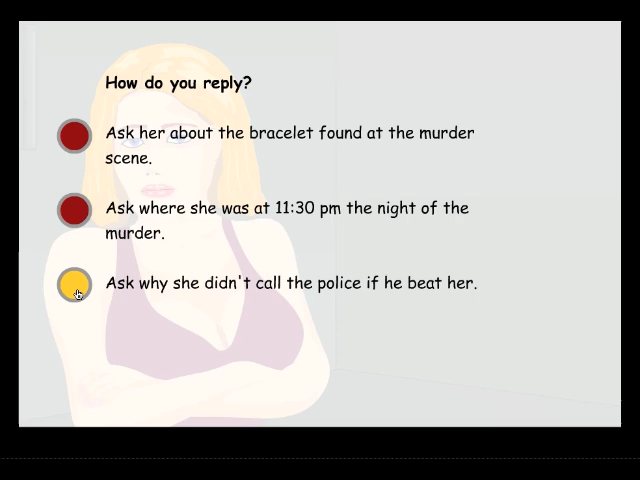 How do you reply?
Ask her about the bracelet found at the murder
scene.
Ask where she was at 11:30 pm the night of the
murder.
Ask why she didn't call the police if he beat her.